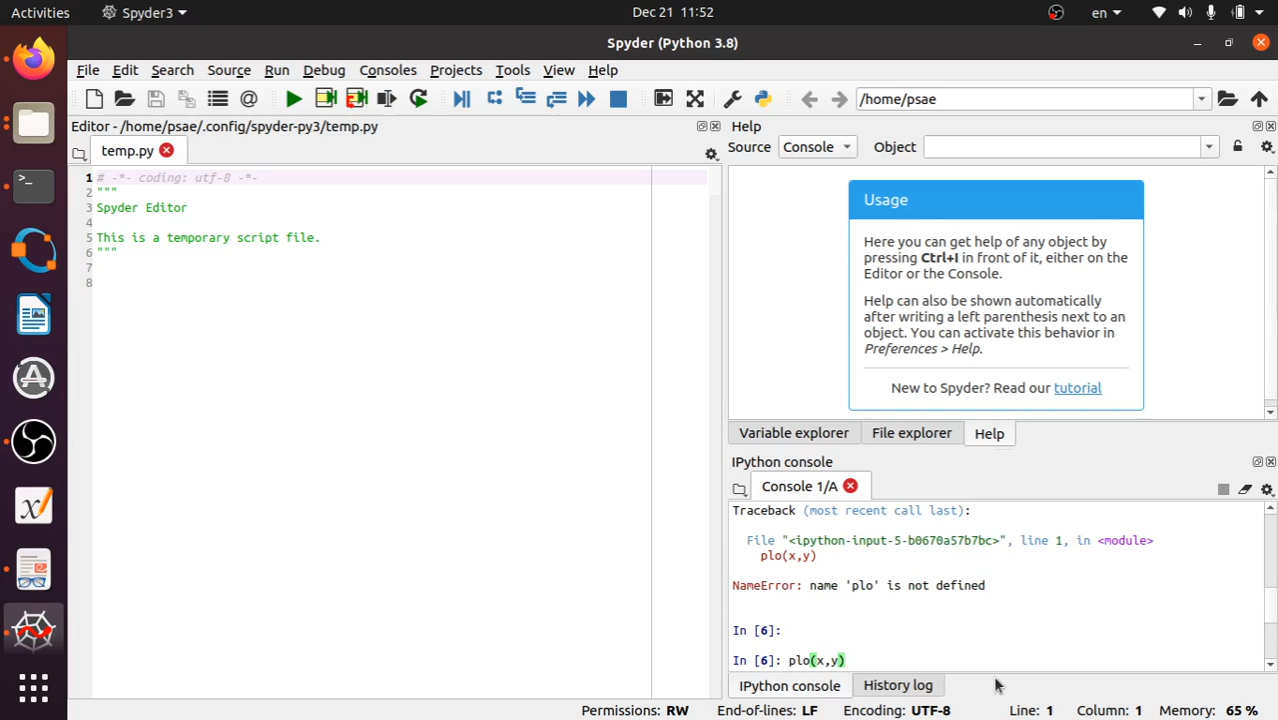 Activities Spyder3 Dec 21 11:52 en
Spyder (Python 3.8)
File Edit Search Source Run Debug Consoles Projects Tools View Help
/home/psae
Editor - /home/psae/.config/spyder-py3/temp.py
temp.py
1 # -*- coding: utf-8 -*-
2 """
3 Spyder Editor
4
5 This is a temporary script file.
6 """
7
8
Help
Source Console Object
Usage
Here you can get help of any object by
pressing Ctrl+I in front of it, either on the
Editor or the Console.
Help can also be shown automatically
after writing a left parenthesis next to an
object. You can activate this behavior in
Preferences > Help.
New to Spyder? Read our tutorial
Variable explorer File explorer Help
IPython console
Console 1/A
Traceback (most recent call last):
File "<ipython-input-5-b0670a57b7bc>", line 1, in <module>
plo(x,y)
NameError: name 'plo' is not defined
In [6]:
In [6]: plo(x,y)
IPython console History log
Permissions: RW End-of-lines: LF Encoding: UTF-8 Line: 1 Column: 1 Memory: 65 %